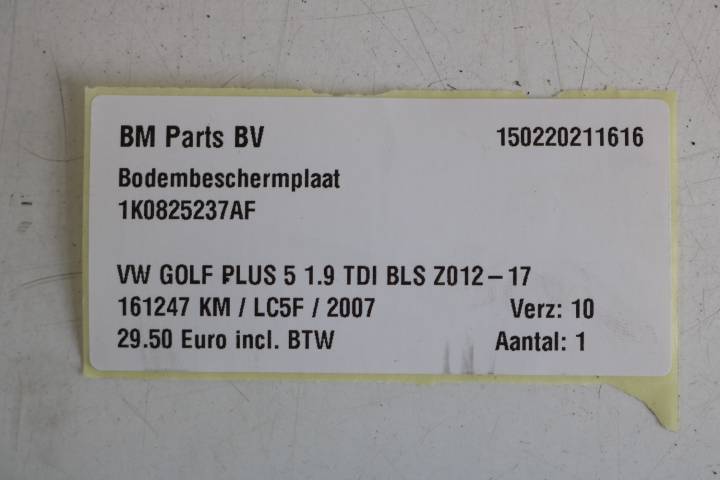 BM Parts BV 150220211616
Bodembeschermplaat
1K0825237AF
VW GOLF PLUS 5 1.9 TDI BLS Z012-17
161247 KM / LC5F / 2007 Verz: 10
29.50 Euro incl. BTW Aantal: 1